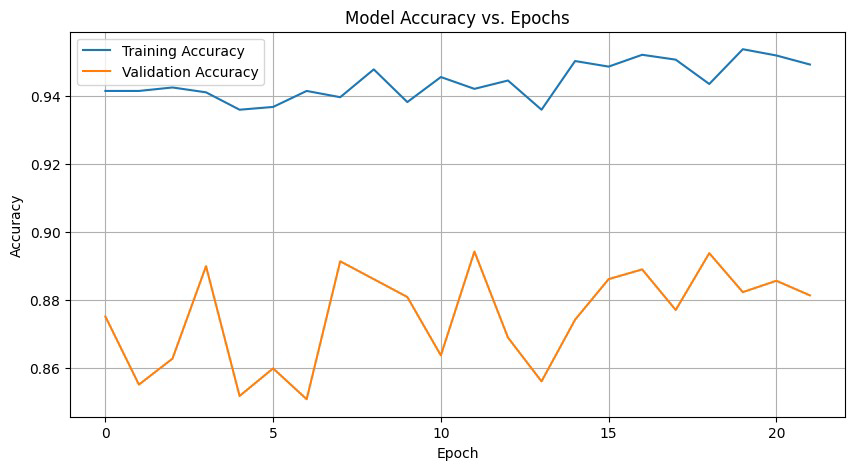 Model Accuracy vs. Epochs
Training Accuracy
Validation Accuracy
Accuracy
0.94
0.92
0.90
0.88
0.86
0 5 10 15 20
Epoch